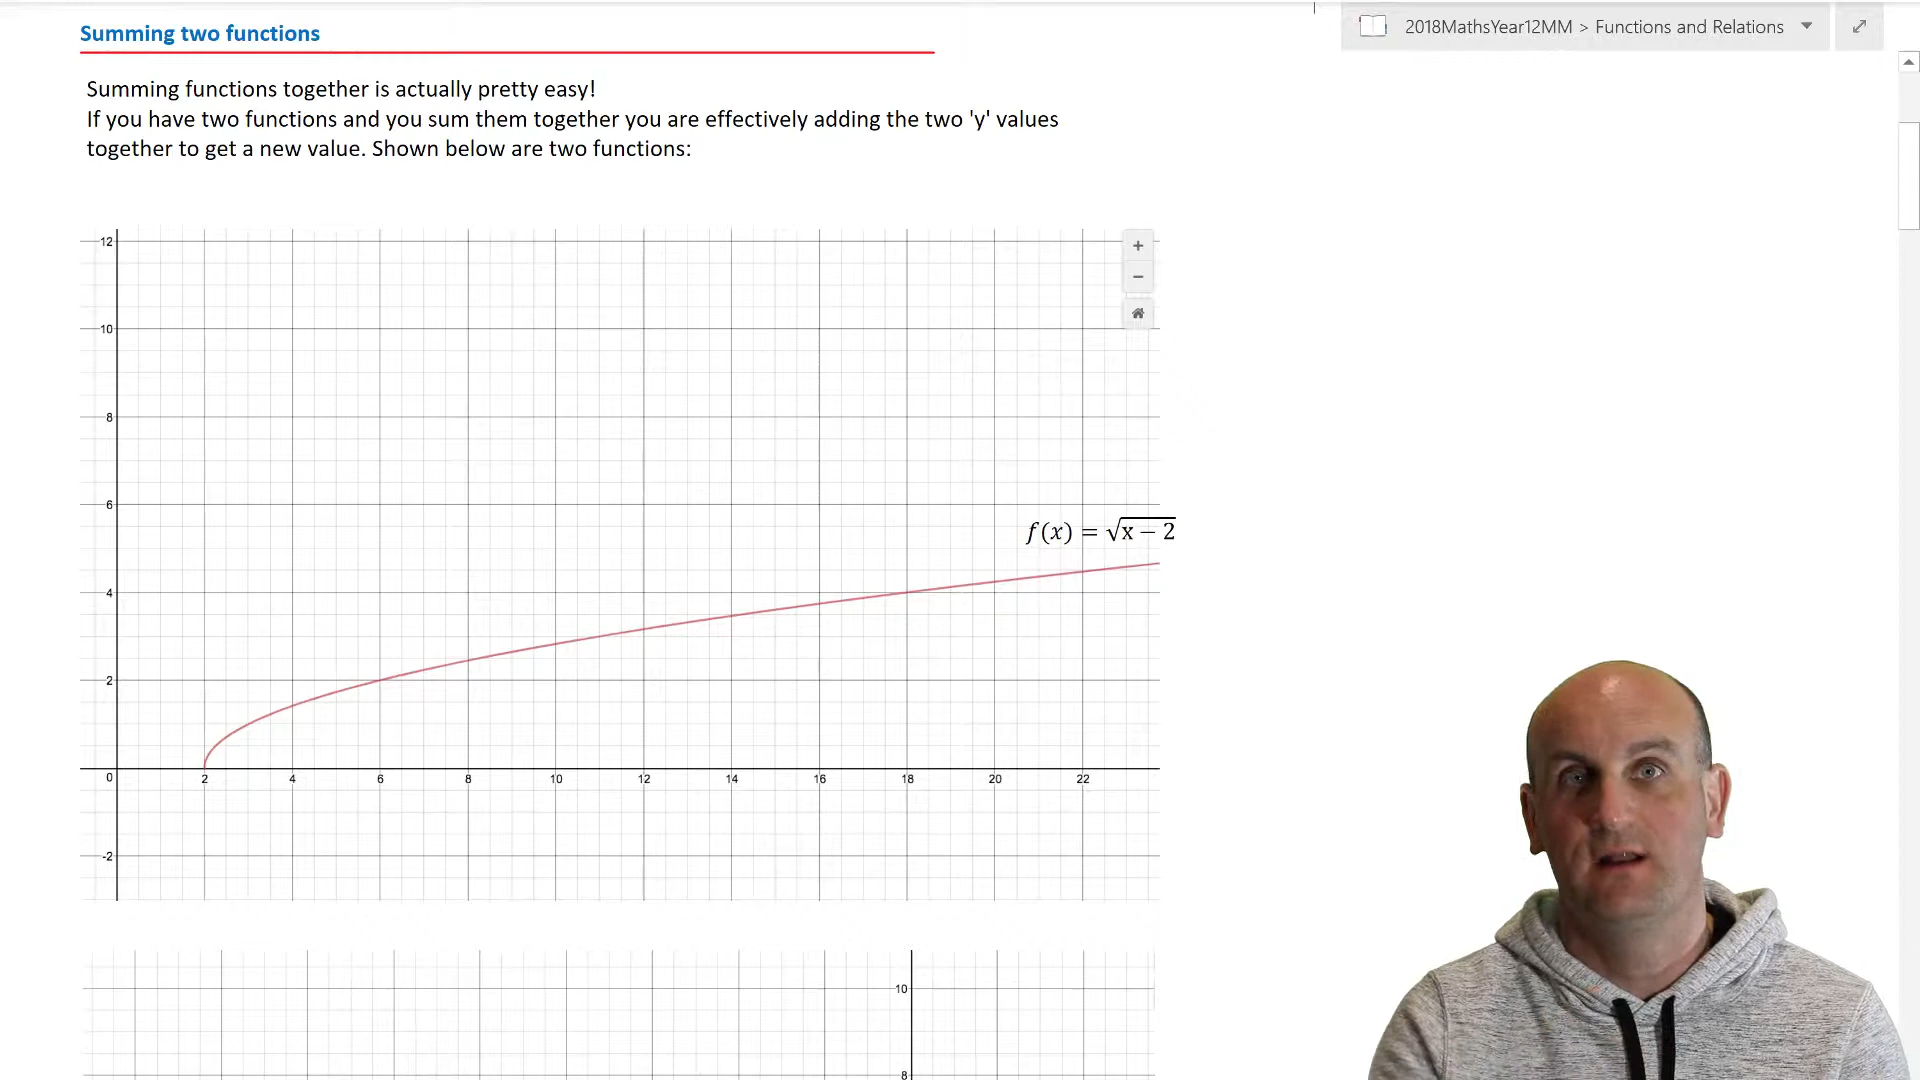 Summing two functions
2018MathsYear12MM > Functions and Relations
Summing functions together is actually pretty easy!
If you have two functions and you sum them together you are effectively adding the two 'y' values
together to get a new value. Shown below are two functions:
12
+
−
10
8
6
f(x) = √x − 2
4
2
0 2 4 6 8 10 12 14 16 18 20 22
-2
10
8